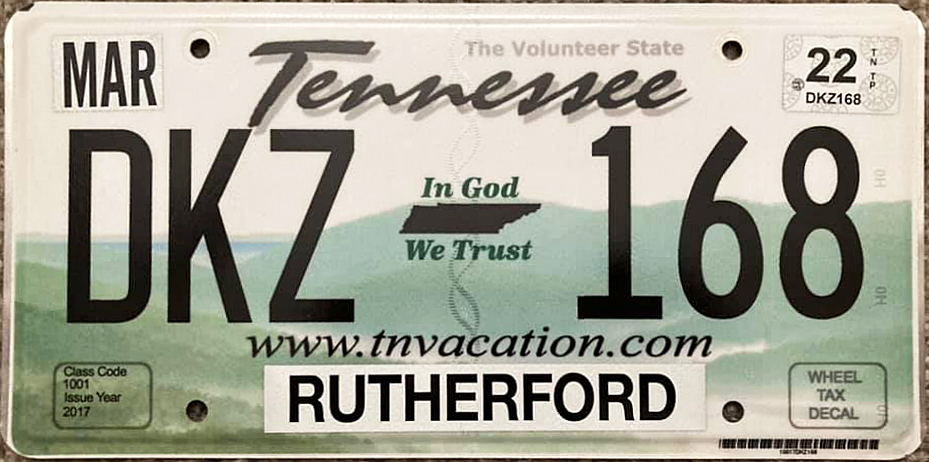 MAR
The Volunteer State
Tennessee
22
TN TP
DKZ168
DKZ 168
In God
We Trust
www.tnvacation.com
Class Code
1001
Issue Year
2017
RUTHERFORD
WHEEL
TAX
DECAL